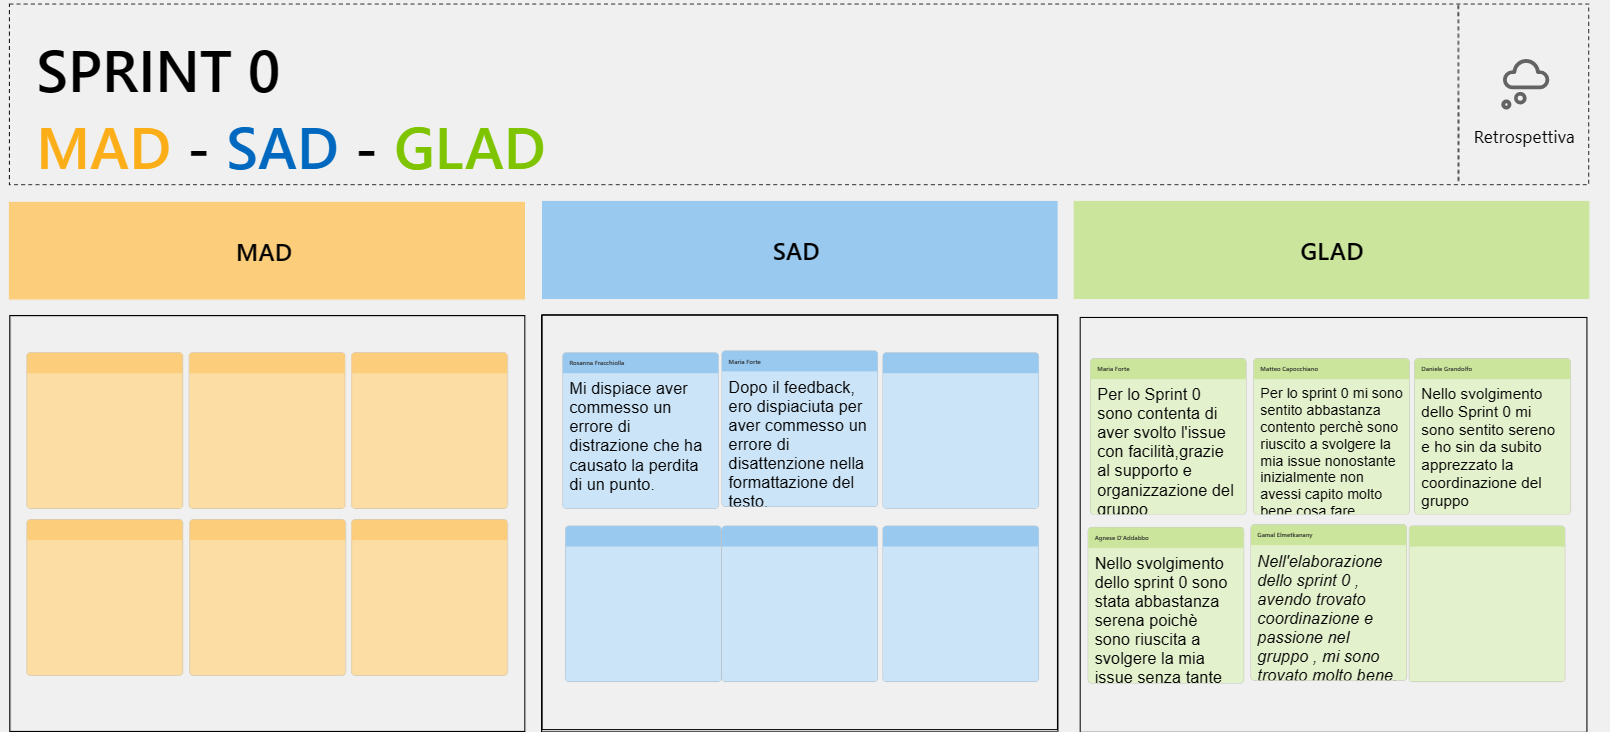 SPRINT 0
MAD - SAD - GLAD
Retrospettiva
MAD
SAD
GLAD
Rosanna Fracchiolla
Mi dispiace aver
commesso un
errore di
distrazione che ha
causato la perdita
di un punto.
Maria Forte
Dopo il feedback,
ero dispiaciuta per
aver commesso un
errore di
disattenzione nella
formattazione del
testo.
Maria Forte
Per lo Sprint 0
sono contenta di
aver svolto l'issue
con facilità,grazie
al supporto e
organizzazione del
gruppo
Matteo Capocchiano
Per lo sprint 0 mi sono
sentito abbastanza
contento perchè sono
riuscito a svolgere la
mia issue nonostante
inizialmente non
avessi capito molto
bene cosa fare
Daniele Grandolfo
Nello svolgimento
dello Sprint 0 mi
sono sentito sereno
e ho sin da subito
apprezzato la
coordinazione del
gruppo
Agnese D'Addabbo
Nello svolgimento
dello sprint 0 sono
stata abbastanza
serena poichè
sono riuscita a
svolgere la mia
issue senza tante
Gamal Elmetkanany
Nell'elaborazione
dello sprint 0 ,
avendo trovato
coordinazione e
passione nel
gruppo , mi sono
trovato molto bene